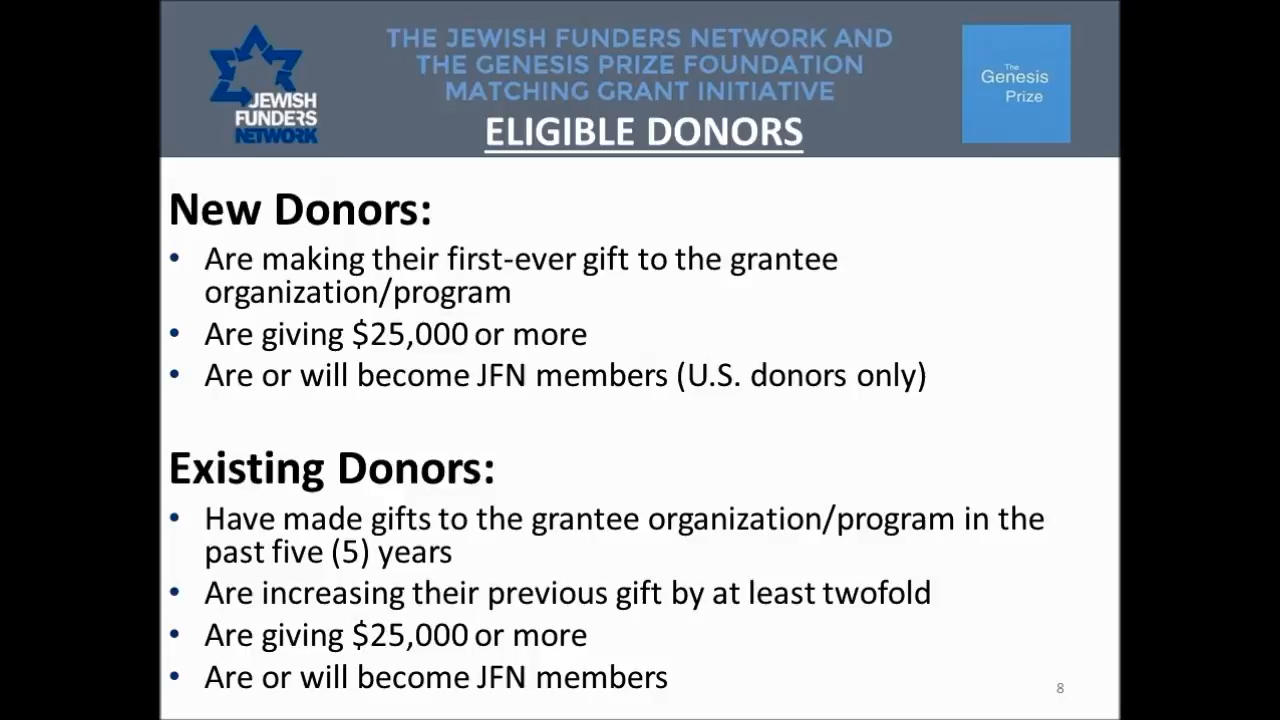 THE JEWISH FUNDERS NETWORK AND
THE GENESIS PRIZE FOUNDATION
MATCHING GRANT INITIATIVE
ELIGIBLE DONORS
JEWISH
FUNDERS
NETWORK
The
Genesis
Prize
New Donors:
• Are making their first-ever gift to the grantee
organization/program
• Are giving $25,000 or more
• Are or will become JFN members (U.S. donors only)
Existing Donors:
• Have made gifts to the grantee organization/program in the
past five (5) years
• Are increasing their previous gift by at least twofold
• Are giving $25,000 or more
• Are or will become JFN members
8